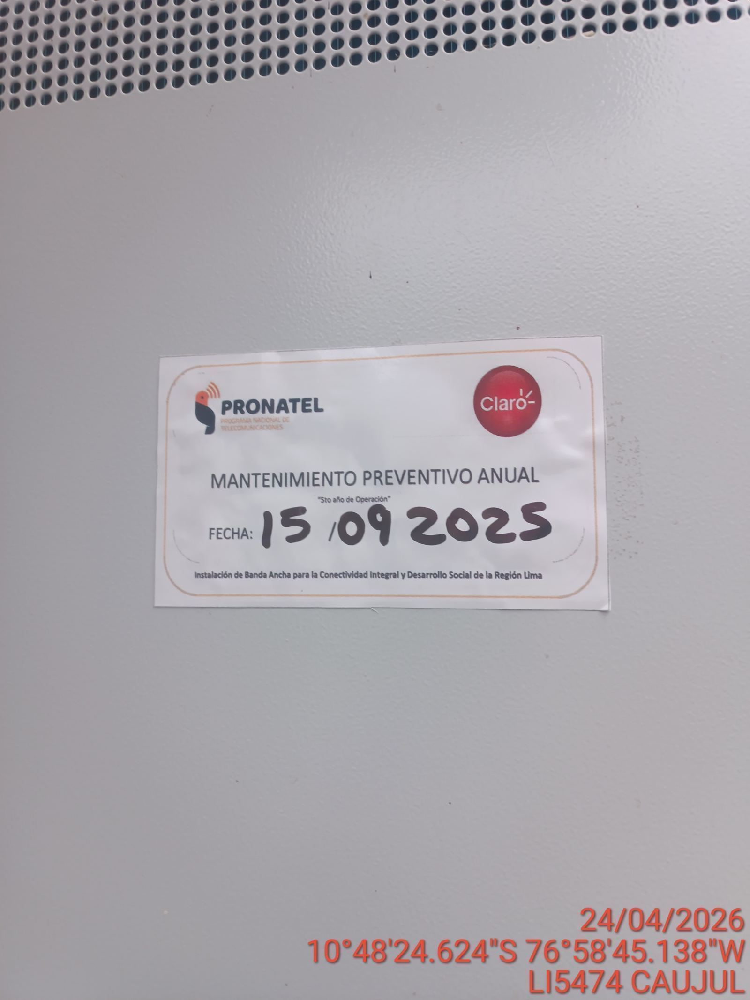 PRONATEL
PROGRAMA NACIONAL DE
TELECOMUNICACIONES
Claro
MANTENIMIENTO PREVENTIVO ANUAL
"5to año de Operación"
FECHA: 15 /09 2025
Instalación de Banda Ancha para la Conectividad Integral y Desarrollo Social de la Región Lima
24/04/2026
10°48'24.624"S 76°58'45.138"W
LI5474 CAUJUL